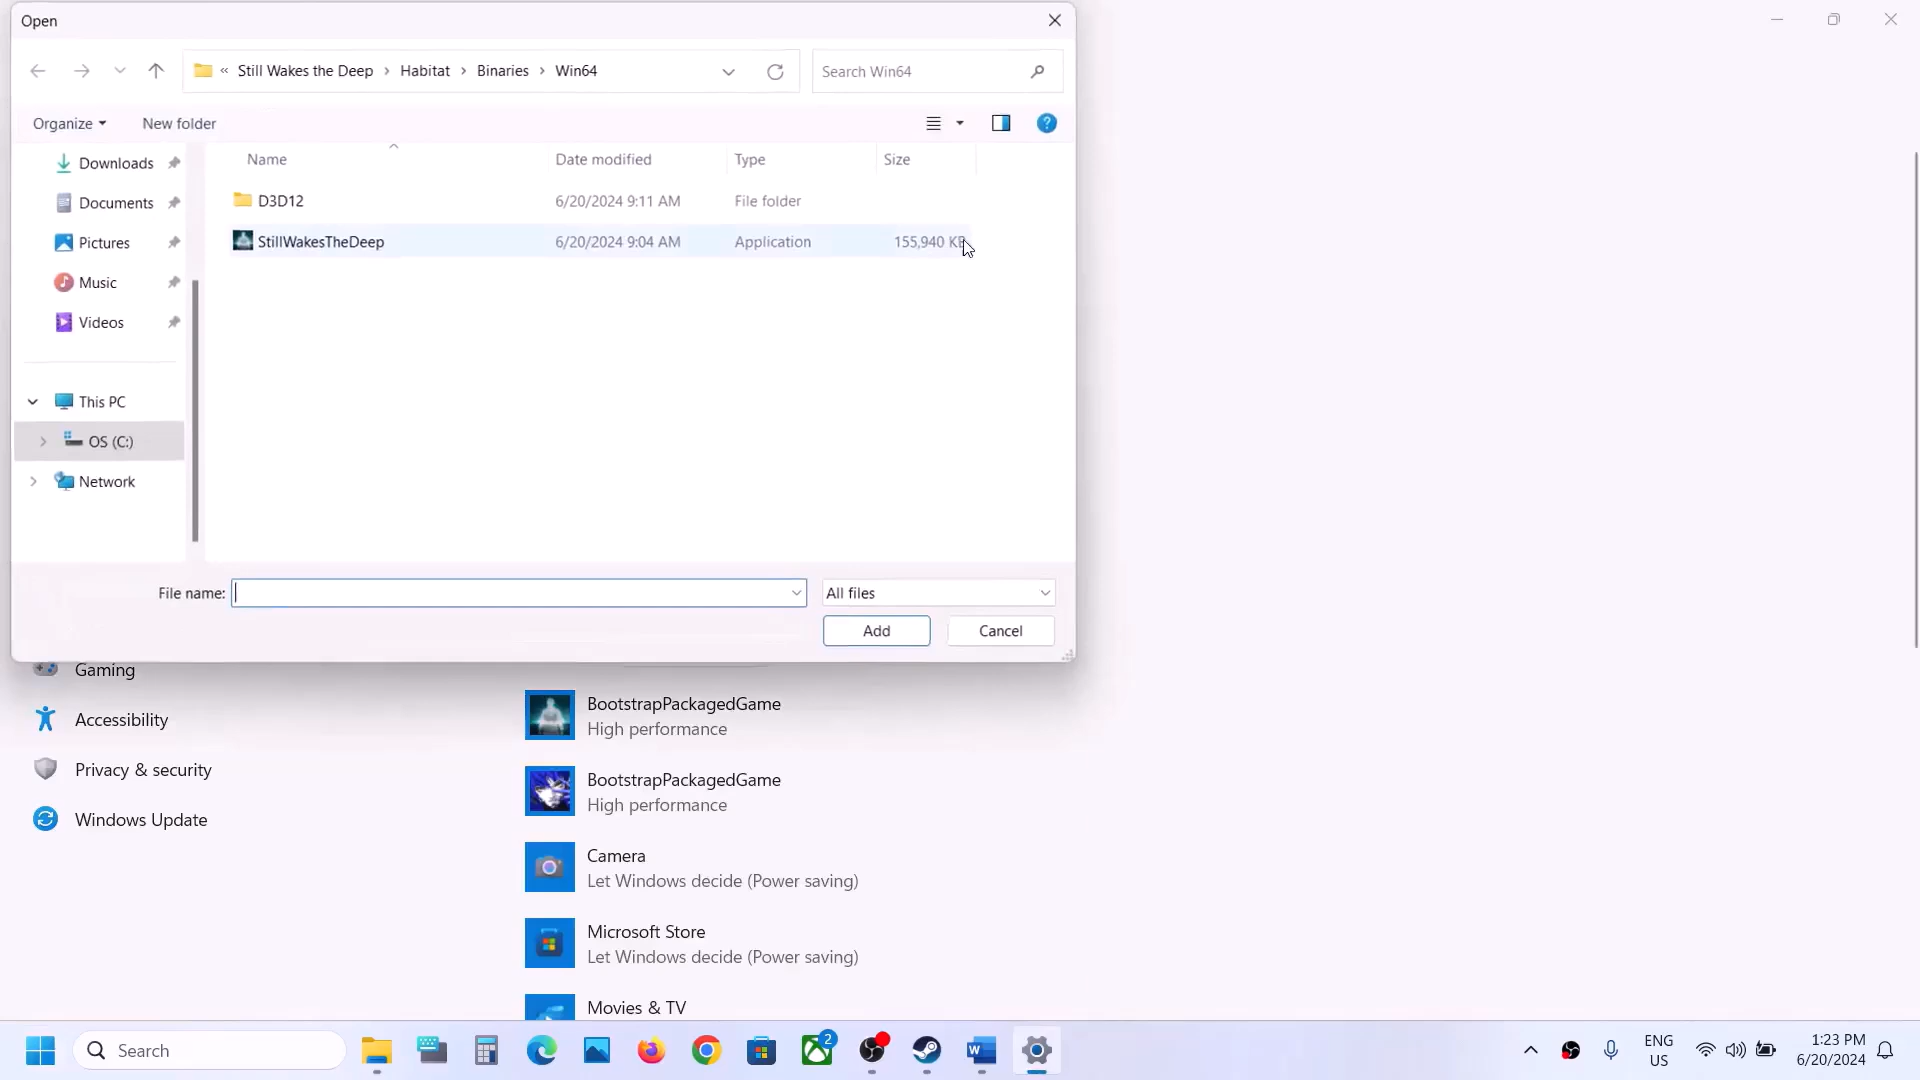 Open
« Still Wakes the Deep › Habitat › Binaries › Win64
Search Win64
Organize
New folder
Name
Date modified
Type
Size
D3D12
6/20/2024 9:11 AM
File folder
StillWakesTheDeep
6/20/2024 9:04 AM
Application
155,940 KB
Downloads
Documents
Pictures
Music
Videos
This PC
OS (C:)
Network
File name:
All files
Add
Cancel
Gaming
Accessibility
Privacy & security
Windows Update
BootstrapPackagedGame
High performance
BootstrapPackagedGame
High performance
Camera
Let Windows decide (Power saving)
Microsoft Store
Let Windows decide (Power saving)
Movies & TV
Search
2
ENG
US
1:23 PM
6/20/2024